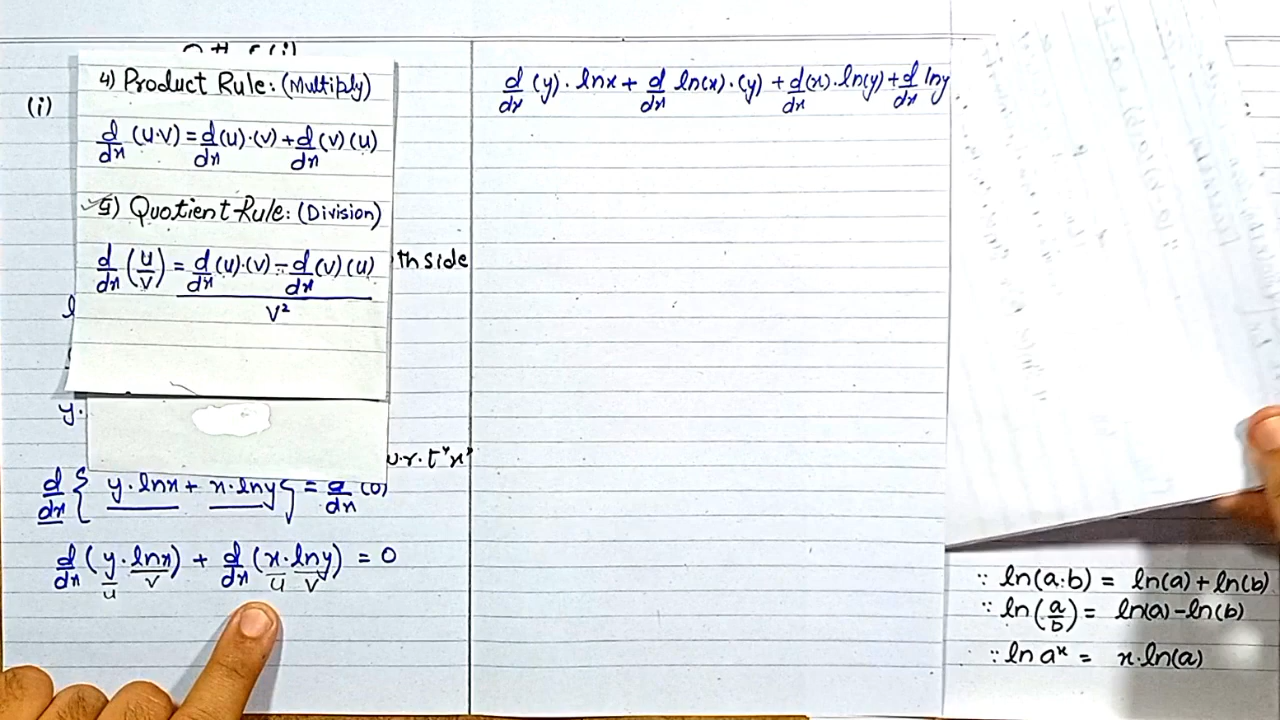 (i)
4) Product Rule: (Multiply)
d/dx (u·v) = d/dx (u)·(v) + d/dx (v)(u)
5) Quotient Rule: (Division)
d/dx (u/v) = d/dx (u)·(v) - d/dx (v)(u) / v²
th side
y.
w.r.t "x"
d/dx { y·lnx + x·lny } = d/dx (0)
d/dx (y·lnx) + d/dx (x·lny) = 0
u v u v
d/dx (y)·lnx + d/dx ln(x)·(y) + d/dx (x)·ln(y) + d/dx lny
∵ ln(a·b) = ln(a) + ln(b)
∵ ln(a/b) = ln(a) - ln(b)
∵ ln aˣ = x·ln(a)